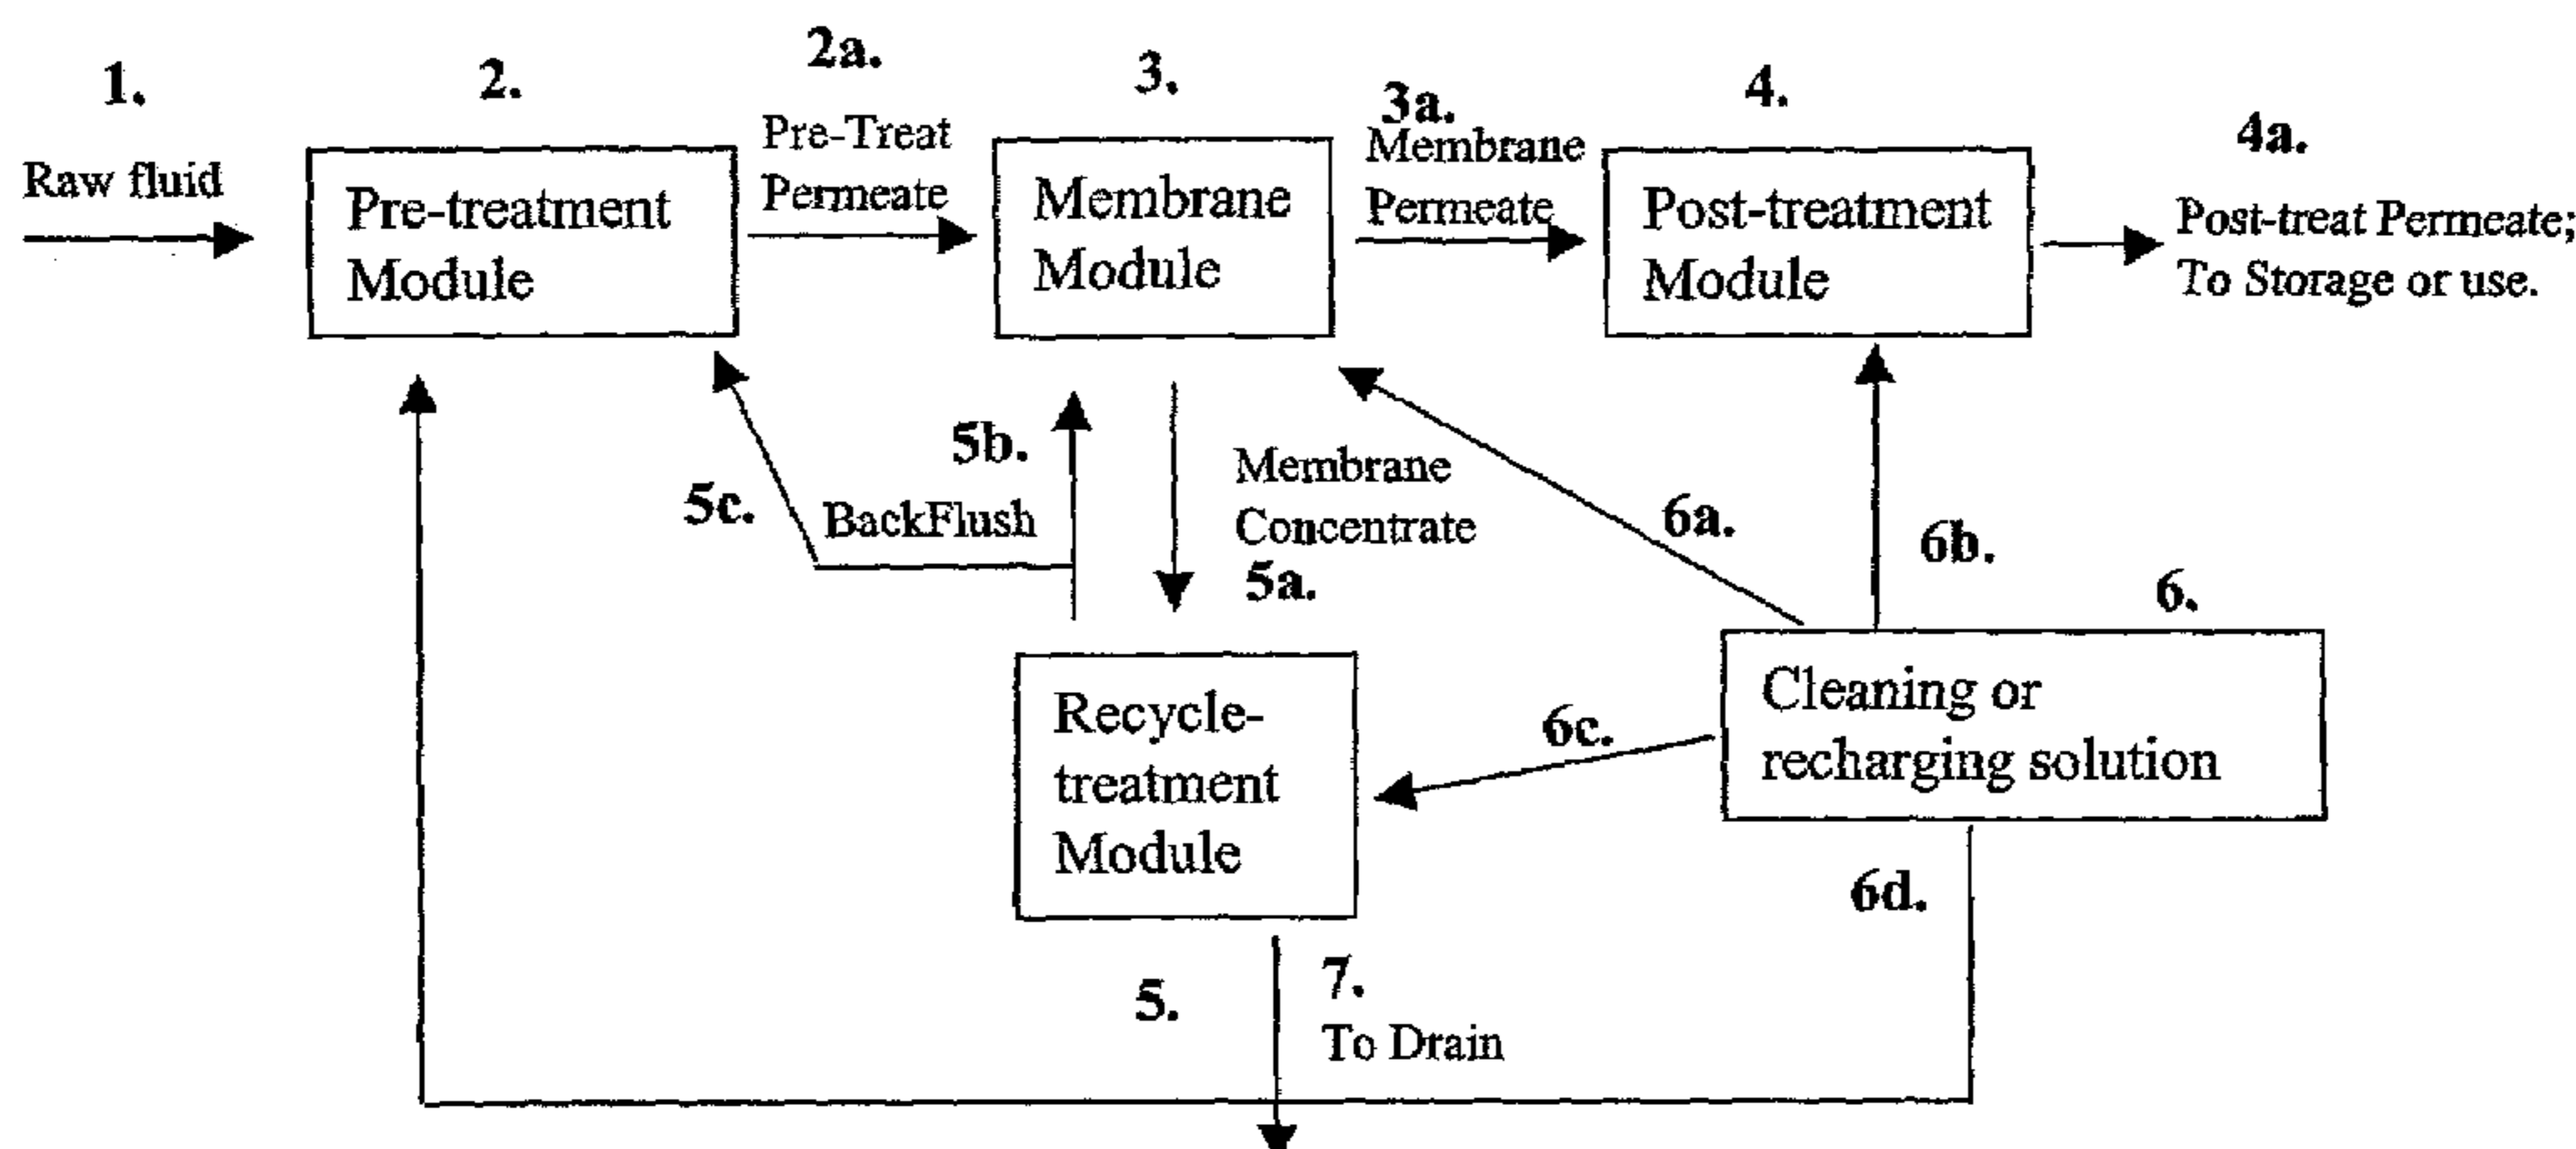 1.
Raw fluid
2.
Pre-treatment
Module
2a.
Pre-Treat
Permeate
3.
Membrane
Module
3a.
Membrane
Permeate
4.
Post-treatment
Module
4a.
Post-treat Permeate;
To Storage or use.
5c.
BackFlush
5b.
Membrane
Concentrate
5a.
6a.
6b.
6.
Cleaning or
recharging solution
6c.
6d.
Recycle-
treatment
Module
5.
7.
To Drain